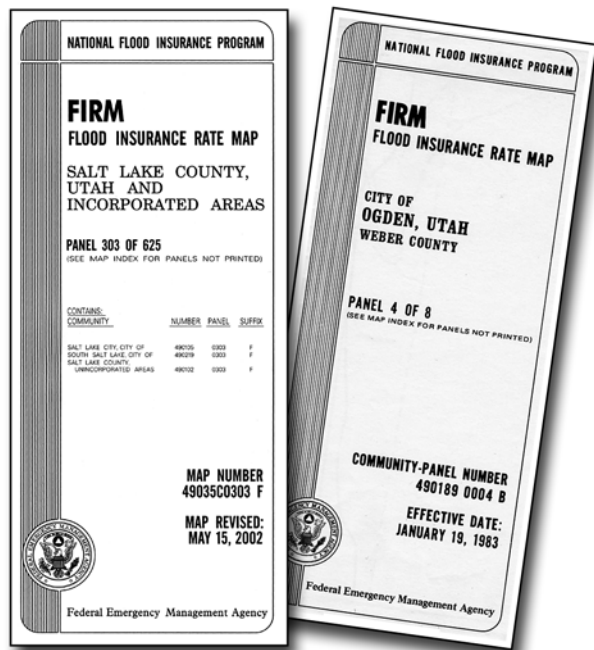 NATIONAL FLOOD INSURANCE PROGRAM
FIRM
FLOOD INSURANCE RATE MAP
SALT LAKE COUNTY,
UTAH AND
INCORPORATED AREAS
PANEL 303 OF 625
(SEE MAP INDEX FOR PANELS NOT PRINTED)
CONTAINS:
COMMUNITY NUMBER PANEL SUFFIX
SALT LAKE CITY, CITY OF 490105 0303 F
SOUTH SALT LAKE, CITY OF 490219 0303 F
SALT LAKE COUNTY,
UNINCORPORATED AREAS 490102 0303 F
MAP NUMBER
49035C0303 F
MAP REVISED:
MAY 15, 2002
Federal Emergency Management Agency
NATIONAL FLOOD INSURANCE PROGRAM
FIRM
FLOOD INSURANCE RATE MAP
CITY OF
OGDEN, UTAH
WEBER COUNTY
PANEL 4 OF 8
(SEE MAP INDEX FOR PANELS NOT PRINTED)
COMMUNITY-PANEL NUMBER
490189 0004 B
EFFECTIVE DATE:
JANUARY 19, 1983
Federal Emergency Management Agency